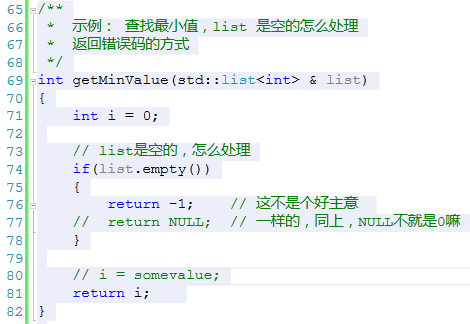 65 /**
66  *  示例： 查找最小值，list 是空的怎么处理
67  *  返回错误码的方式
68  */
69 int getMinValue(std::list<int> & list)
70 {
71     int i = 0;
72
73     // list是空的，怎么处理
74     if(list.empty())
75     {
76         return -1;    // 这不是个好主意
77     //  return NULL;  // 一样的，同上，NULL不就是0嘛
78     }
79
80     // i = somevalue;
81     return i;
82 }